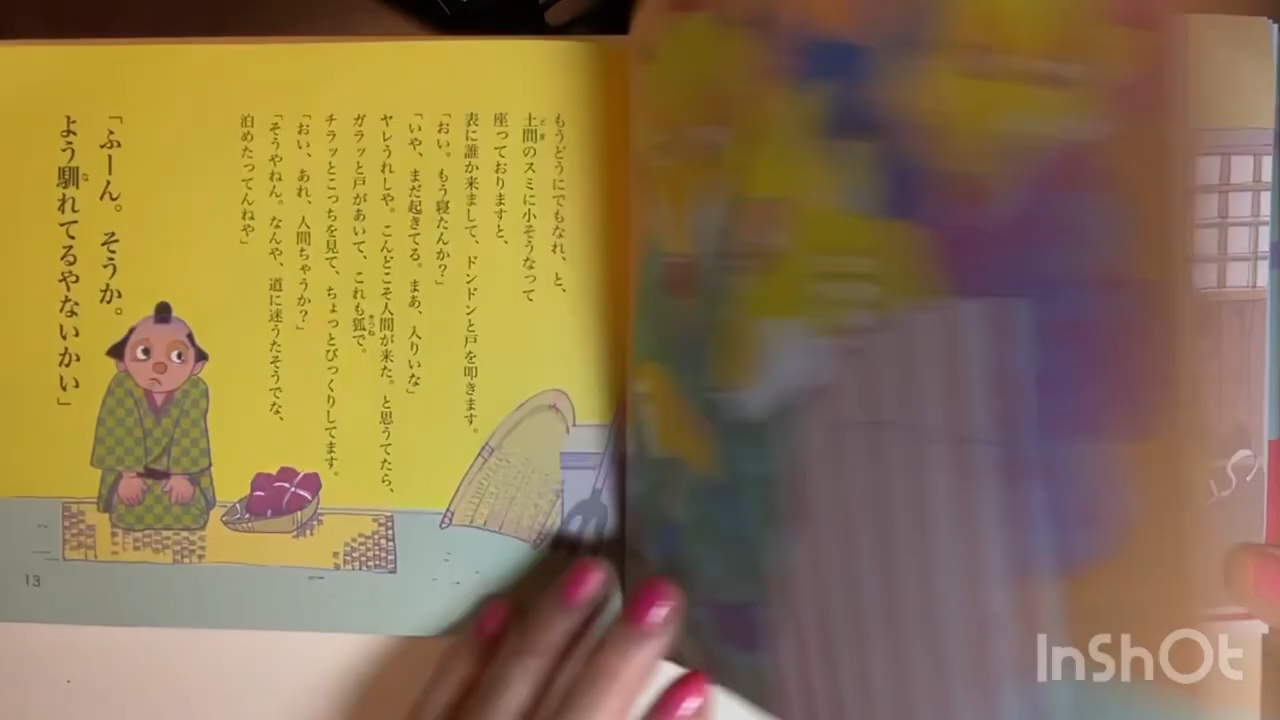 もうどうにでもなれ、と、
土間のスミに小そうなって
座っておりますと、
表に誰か来まして、ドンドンと戸を叩きます。
「おい。もう寝たんか？」
「いや、まだ起きてる。まあ、入りいな」
ヤレうれしや。こんどこそ人間が来た。と思うてたら、
ガラッと戸があいて、これも狐で。
チラッとこっちを見て、ちょっとびっくりしてます。
「おい、あれ、人間ちゃうか？」
「そうやねん。なんや、道に迷うたそうでな、
泊めたってんねや」
「ふーん。そうか。
よう馴れてるやないかい」
13
InShOt